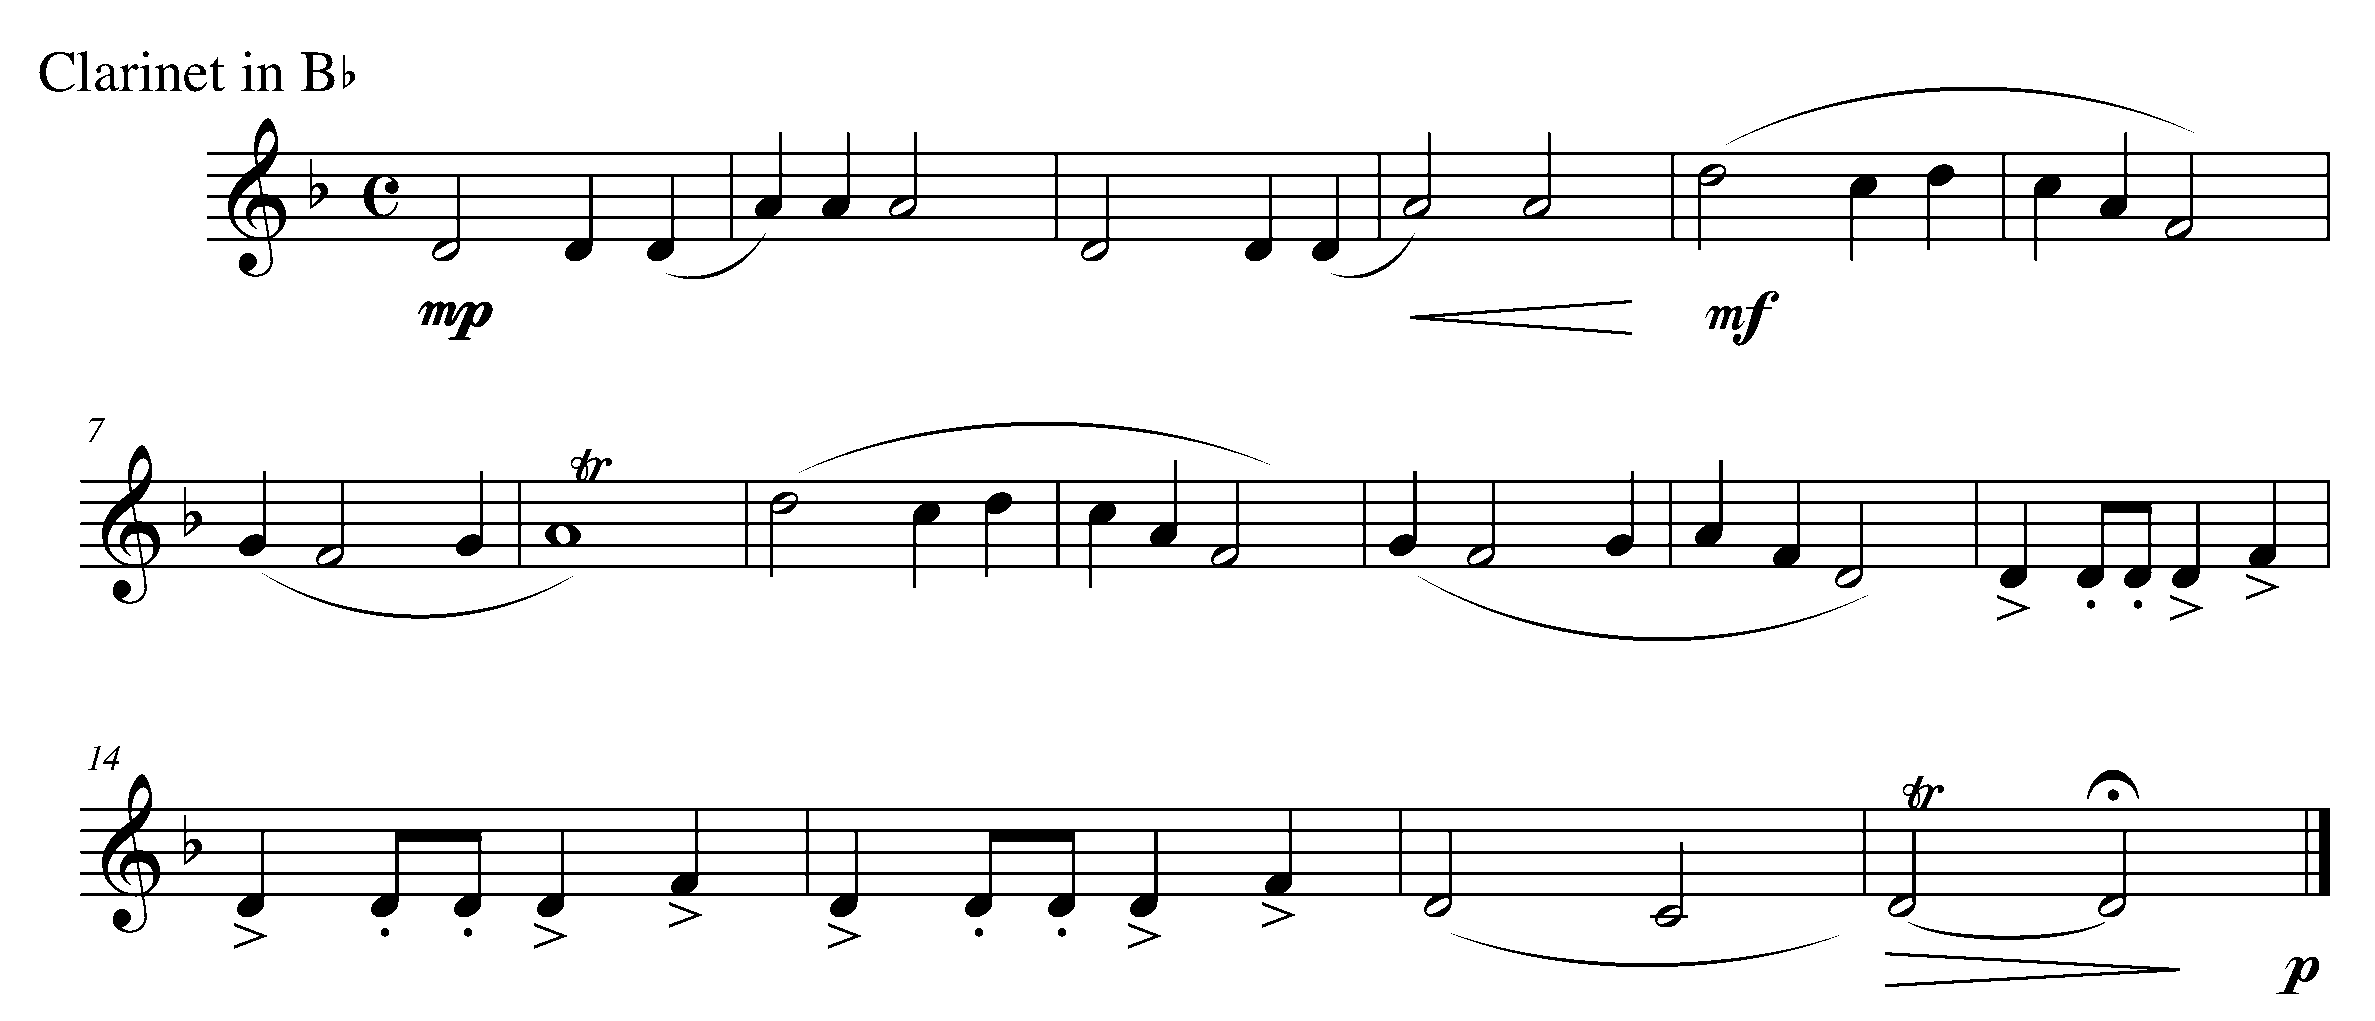 Clarinet in B♭
mp mf
7
tr
14
tr
p